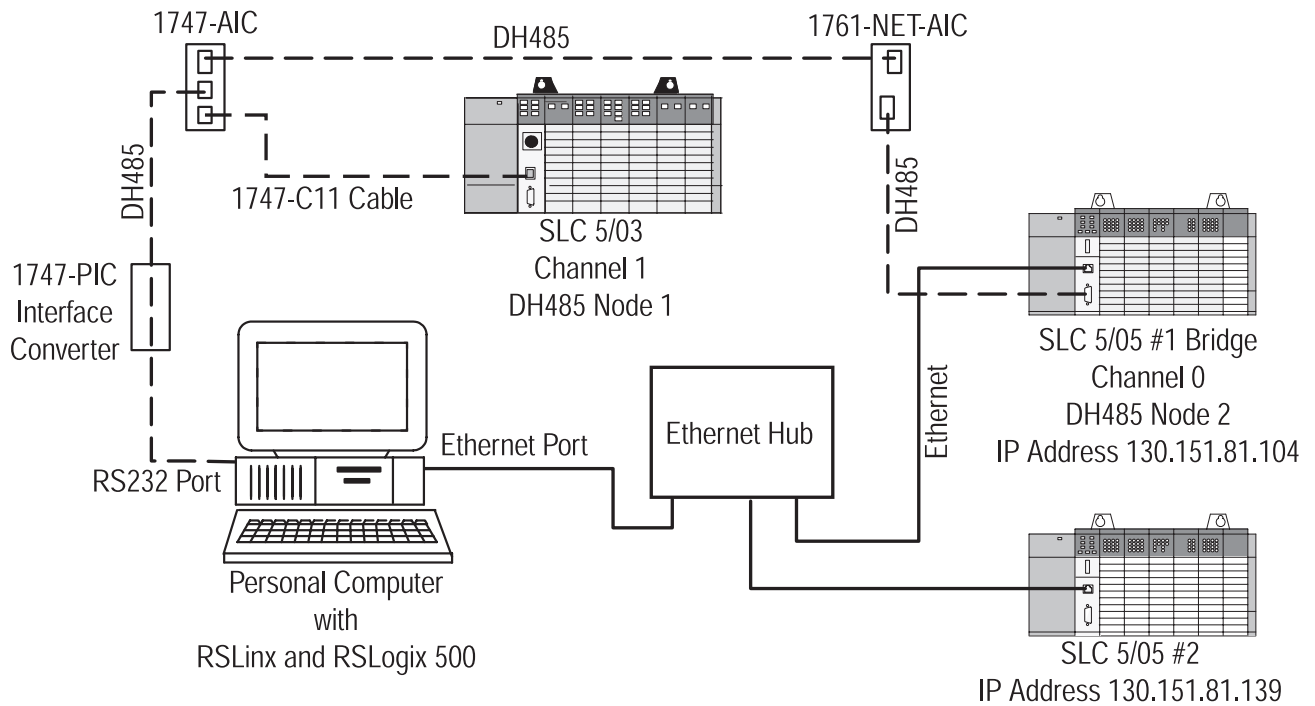 1747-AIC
DH485
1761-NET-AIC
DH485
1747-C11 Cable
SLC 5/03
Channel 1
DH485 Node 1
DH485
1747-PIC
Interface
Converter
SLC 5/05 #1 Bridge
Channel 0
DH485 Node 2
IP Address 130.151.81.104
Ethernet Hub
Ethernet
Ethernet Port
RS232 Port
Personal Computer
with
RSLinx and RSLogix 500
SLC 5/05 #2
IP Address 130.151.81.139